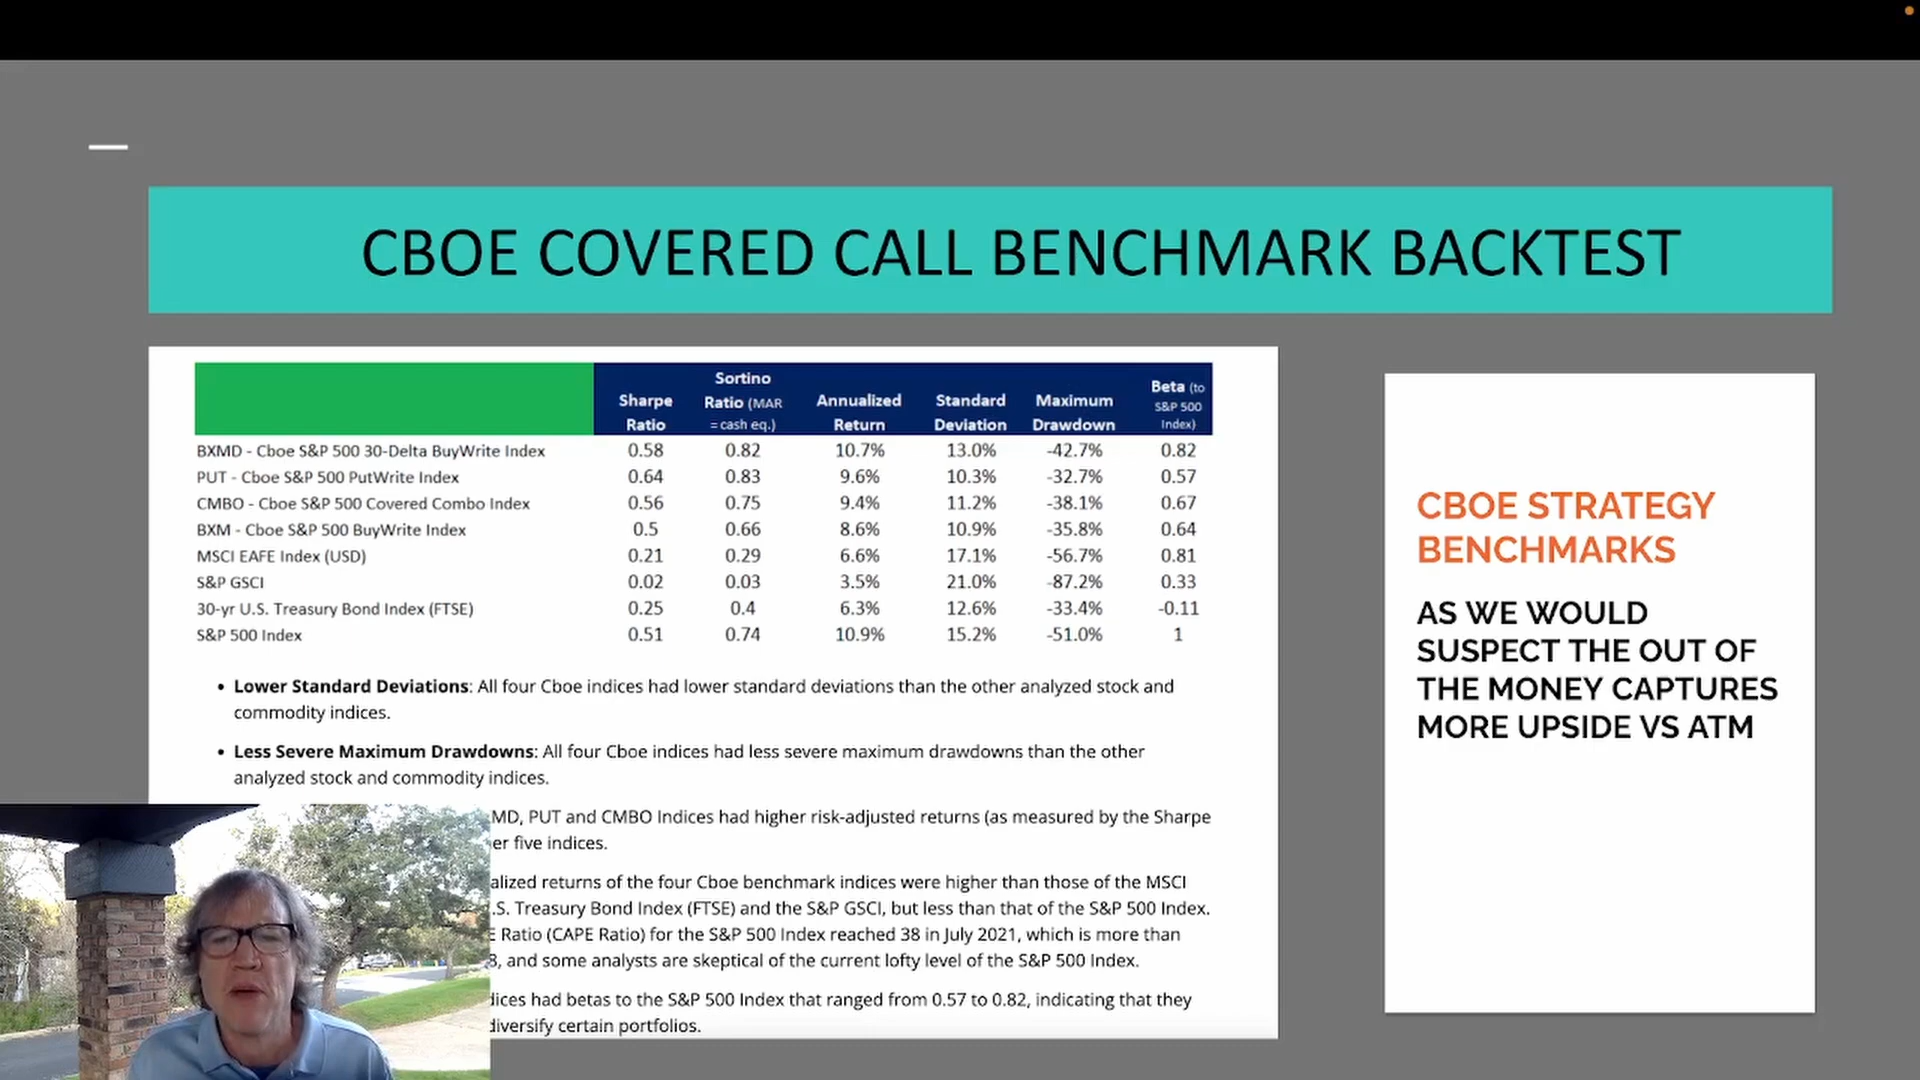 CBOE COVERED CALL BENCHMARK BACKTEST
Sharpe Ratio Sortino Ratio (MAR = cash eq.) Annualized Return Standard Deviation Maximum Drawdown Beta (to S&P 500 Index)
BXMD - Cboe S&P 500 30-Delta BuyWrite Index 0.58 0.82 10.7% 13.0% -42.7% 0.82
PUT - Cboe S&P 500 PutWrite Index 0.64 0.83 9.6% 10.3% -32.7% 0.57
CMBO - Cboe S&P 500 Covered Combo Index 0.56 0.75 9.4% 11.2% -38.1% 0.67
BXM - Cboe S&P 500 BuyWrite Index 0.5 0.66 8.6% 10.9% -35.8% 0.64
MSCI EAFE Index (USD) 0.21 0.29 6.6% 17.1% -56.7% 0.81
S&P GSCI 0.02 0.03 3.5% 21.0% -87.2% 0.33
30-yr U.S. Treasury Bond Index (FTSE) 0.25 0.4 6.3% 12.6% -33.4% -0.11
S&P 500 Index 0.51 0.74 10.9% 15.2% -51.0% 1
• Lower Standard Deviations: All four Cboe indices had lower standard deviations than the other analyzed stock and
commodity indices.
• Less Severe Maximum Drawdowns: All four Cboe indices had less severe maximum drawdowns than the other
analyzed stock and commodity indices.
MD, PUT and CMBO Indices had higher risk-adjusted returns (as measured by the Sharpe
er five indices.
alized returns of the four Cboe benchmark indices were higher than those of the MSCI
.S. Treasury Bond Index (FTSE) and the S&P GSCI, but less than that of the S&P 500 Index.
E Ratio (CAPE Ratio) for the S&P 500 Index reached 38 in July 2021, which is more than
8, and some analysts are skeptical of the current lofty level of the S&P 500 Index.
dices had betas to the S&P 500 Index that ranged from 0.57 to 0.82, indicating that they
diversify certain portfolios.
CBOE STRATEGY
BENCHMARKS
AS WE WOULD
SUSPECT THE OUT OF
THE MONEY CAPTURES
MORE UPSIDE VS ATM